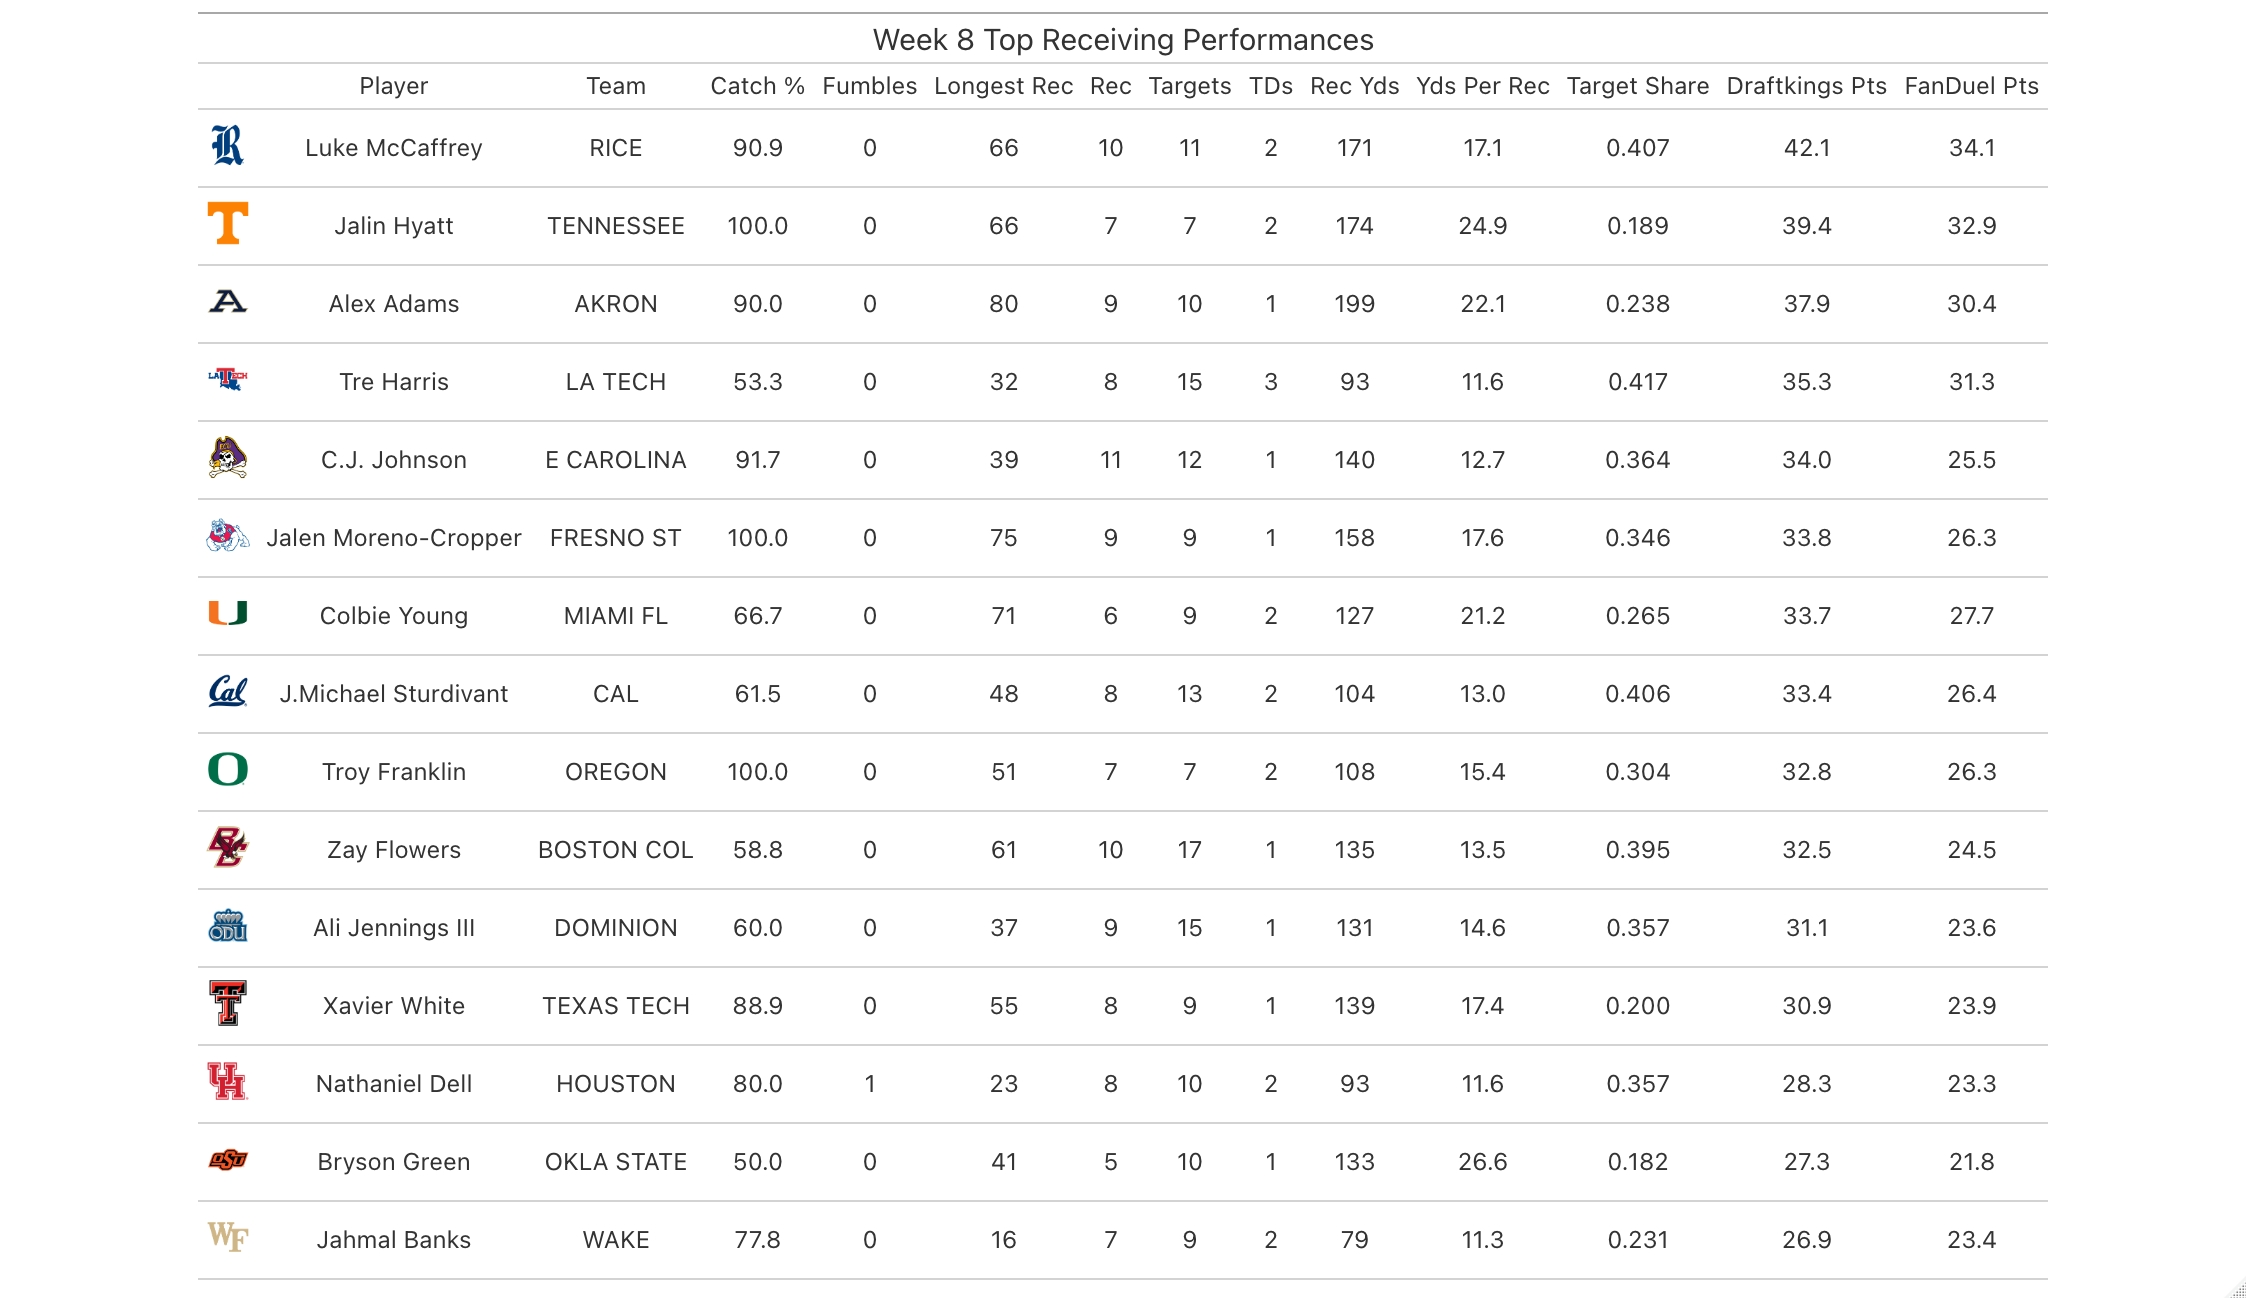 Week 8 Top Receiving Performances
Player Team Catch % Fumbles Longest Rec Rec Targets TDs Rec Yds Yds Per Rec Target Share Draftkings Pts FanDuel Pts
R Luke McCaffrey RICE 90.9 0 66 10 11 2 171 17.1 0.407 42.1 34.1
T Jalin Hyatt TENNESSEE 100.0 0 66 7 7 2 174 24.9 0.189 39.4 32.9
A Alex Adams AKRON 90.0 0 80 9 10 1 199 22.1 0.238 37.9 30.4
LA TECH Tre Harris LA TECH 53.3 0 32 8 15 3 93 11.6 0.417 35.3 31.3
C.J. Johnson E CAROLINA 91.7 0 39 11 12 1 140 12.7 0.364 34.0 25.5
Jalen Moreno-Cropper FRESNO ST 100.0 0 75 9 9 1 158 17.6 0.346 33.8 26.3
U Colbie Young MIAMI FL 66.7 0 71 6 9 2 127 21.2 0.265 33.7 27.7
Cal J.Michael Sturdivant CAL 61.5 0 48 8 13 2 104 13.0 0.406 33.4 26.4
O Troy Franklin OREGON 100.0 0 51 7 7 2 108 15.4 0.304 32.8 26.3
BC Zay Flowers BOSTON COL 58.8 0 61 10 17 1 135 13.5 0.395 32.5 24.5
ODU Ali Jennings III DOMINION 60.0 0 37 9 15 1 131 14.6 0.357 31.1 23.6
T Xavier White TEXAS TECH 88.9 0 55 8 9 1 139 17.4 0.200 30.9 23.9
UH Nathaniel Dell HOUSTON 80.0 1 23 8 10 2 93 11.6 0.357 28.3 23.3
OSU Bryson Green OKLA STATE 50.0 0 41 5 10 1 133 26.6 0.182 27.3 21.8
WF Jahmal Banks WAKE 77.8 0 16 7 9 2 79 11.3 0.231 26.9 23.4